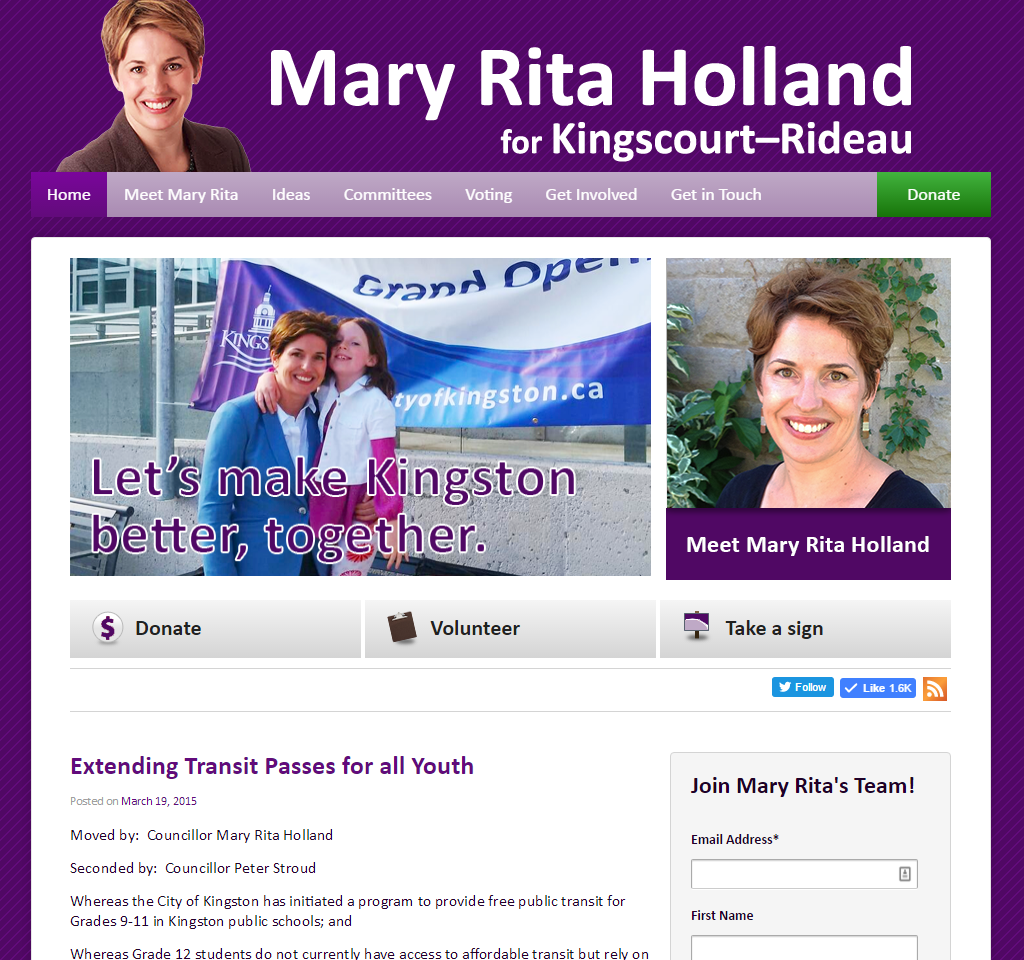 Mary Rita Holland
for Kingscourt–Rideau
Home Meet Mary Rita Ideas Committees Voting Get Involved Get in Touch Donate
Grand Open
KINGS
tyofkingston.ca
Let's make Kingston
better, together.
Meet Mary Rita Holland
$ Donate Volunteer Take a sign
Follow Like 1.6K
Extending Transit Passes for all Youth
Posted on March 19, 2015
Moved by:  Councillor Mary Rita Holland
Seconded by:  Councillor Peter Stroud
Whereas the City of Kingston has initiated a program to provide free public transit for
Grades 9-11 in Kingston public schools; and
Whereas Grade 12 students do not currently have access to affordable transit but rely on
Join Mary Rita's Team!
Email Address*
First Name